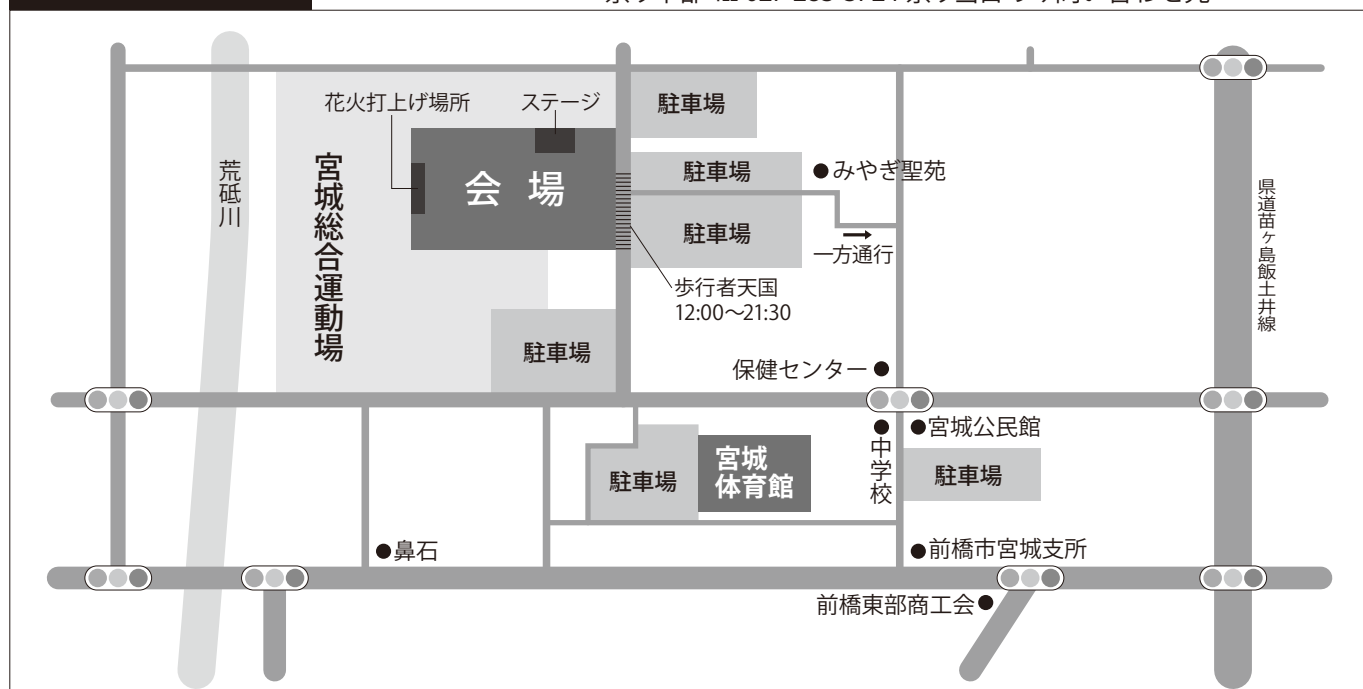 花火打上げ場所
ステージ
駐車場
荒砥川
宮城総合運動場
会場
駐車場
みやぎ聖苑
駐車場
一方通行
県道苗ヶ島飯土井線
歩行者天国
12:00〜21:30
駐車場
保健センター
中学校
宮城公民館
駐車場
宮城
体育館
駐車場
鼻石
前橋市宮城支所
前橋東部商工会